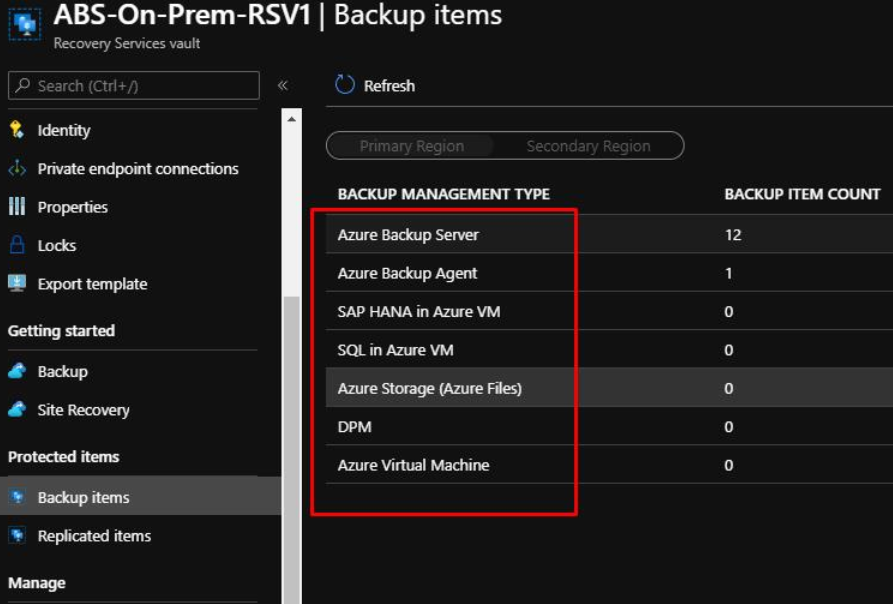 ABS-On-Prem-RSV1 | Backup items
Recovery Services vault
Search (Ctrl+/)
«
Identity
Private endpoint connections
Properties
Locks
Export template
Getting started
Backup
Site Recovery
Protected items
Backup items
Replicated items
Manage
Refresh
Primary Region Secondary Region
BACKUP MANAGEMENT TYPE BACKUP ITEM COUNT
Azure Backup Server 12
Azure Backup Agent 1
SAP HANA in Azure VM 0
SQL in Azure VM 0
Azure Storage (Azure Files) 0
DPM 0
Azure Virtual Machine 0